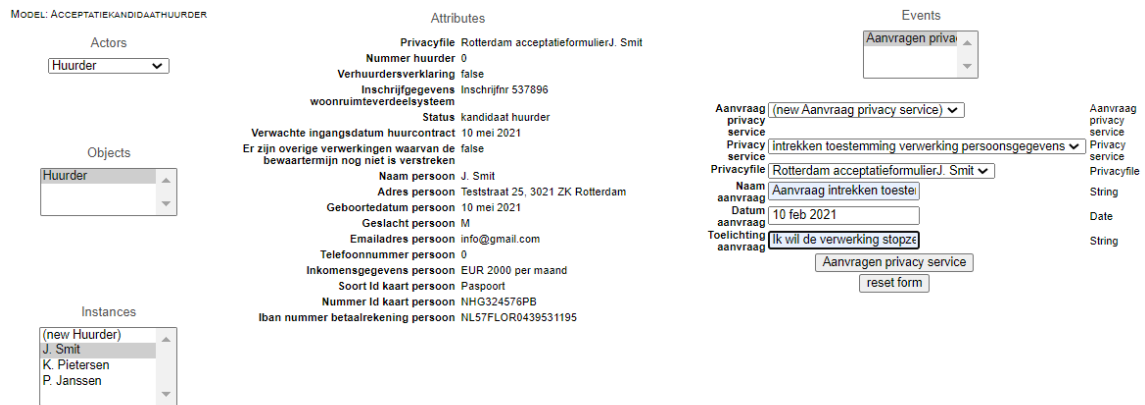 MODEL: ACCEPTATIEKANDIDAATHUURDER
Actors
Huurder
Objects
Huurder
Instances
(new Huurder)
J. Smit
K. Pietersen
P. Janssen
Attributes
Privacyfile Rotterdam acceptatieformulierJ. Smit
Nummer huurder 0
Verhuurdersverklaring false
Inschrijfgegevens Inschrijfnr 537896
woonruimteverdeelsysteem
Status kandidaat huurder
Verwachte ingangsdatum huurcontract 10 mei 2021
Er zijn overige verwerkingen waarvan de false
bewaartermijn nog niet is verstreken
Naam persoon J. Smit
Adres persoon Teststraat 25, 3021 ZK Rotterdam
Geboortedatum persoon 10 mei 2021
Geslacht persoon M
Emailadres persoon info@gmail.com
Telefoonnummer persoon 0
Inkomensgegevens persoon EUR 2000 per maand
Soort Id kaart persoon Paspoort
Nummer Id kaart persoon NHG324576PB
Iban nummer betaalrekening persoon NL57FLOR0439531195
Events
Aanvragen priva
Aanvraag (new Aanvraag privacy service) Aanvraag
privacy privacy
service service
Privacy intrekken toestemming verwerking persoonsgegevens Privacy
service service
Privacyfile Rotterdam acceptatieformulierJ. Smit Privacyfile
Naam Aanvraag intrekken toester String
aanvraag
Datum 10 feb 2021 Date
aanvraag
Toelichting Ik wil de verwerking stopze String
aanvraag
Aanvragen privacy service
reset form